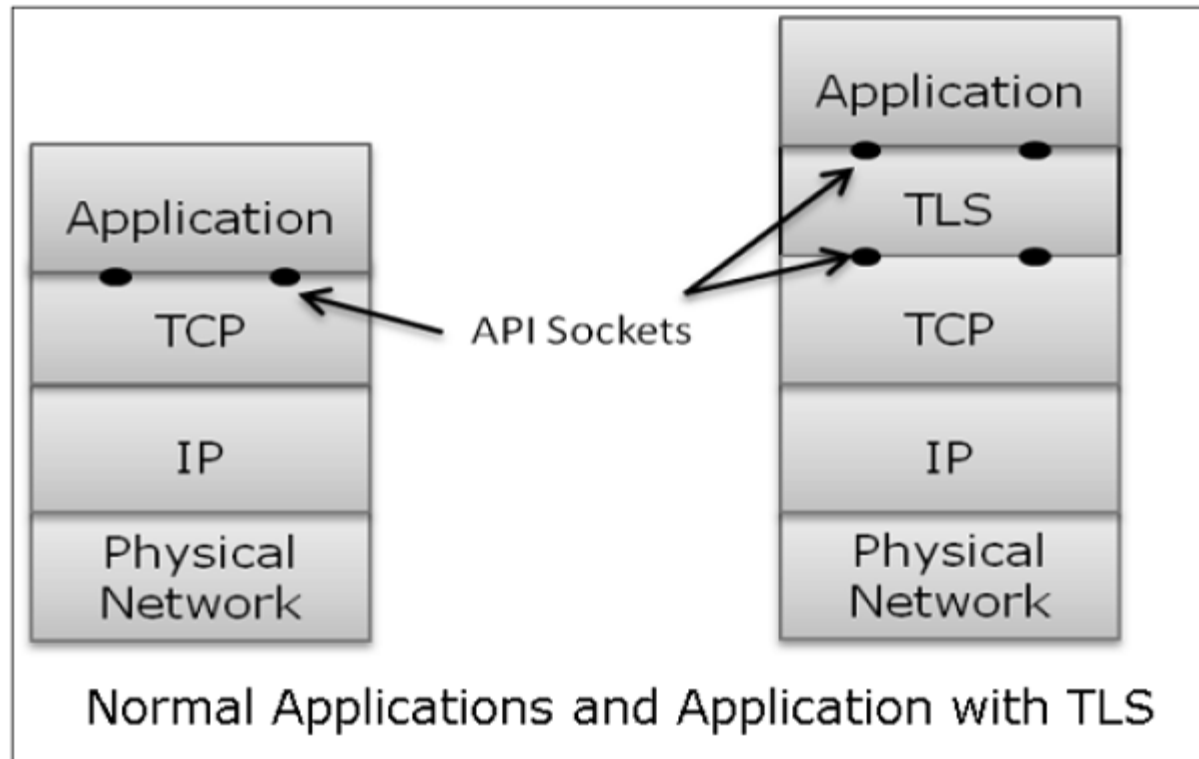 Application
TCP
IP
Physical
Network
API Sockets
Application
TLS
TCP
IP
Physical
Network
Normal Applications and Application with TLS